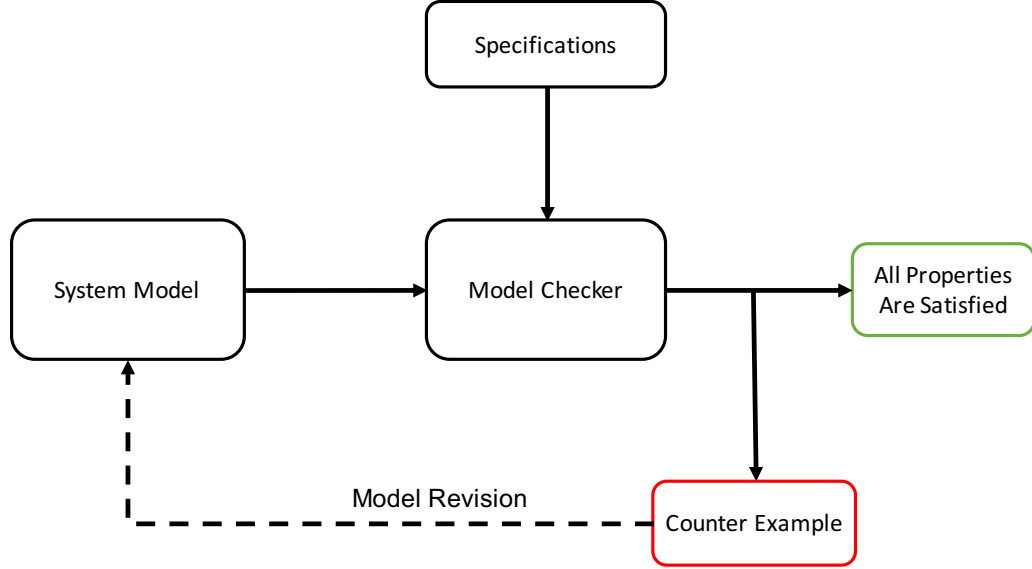 Specifications
System Model
Model Checker
All Properties
Are Satisfied
Model Revision
Counter Example